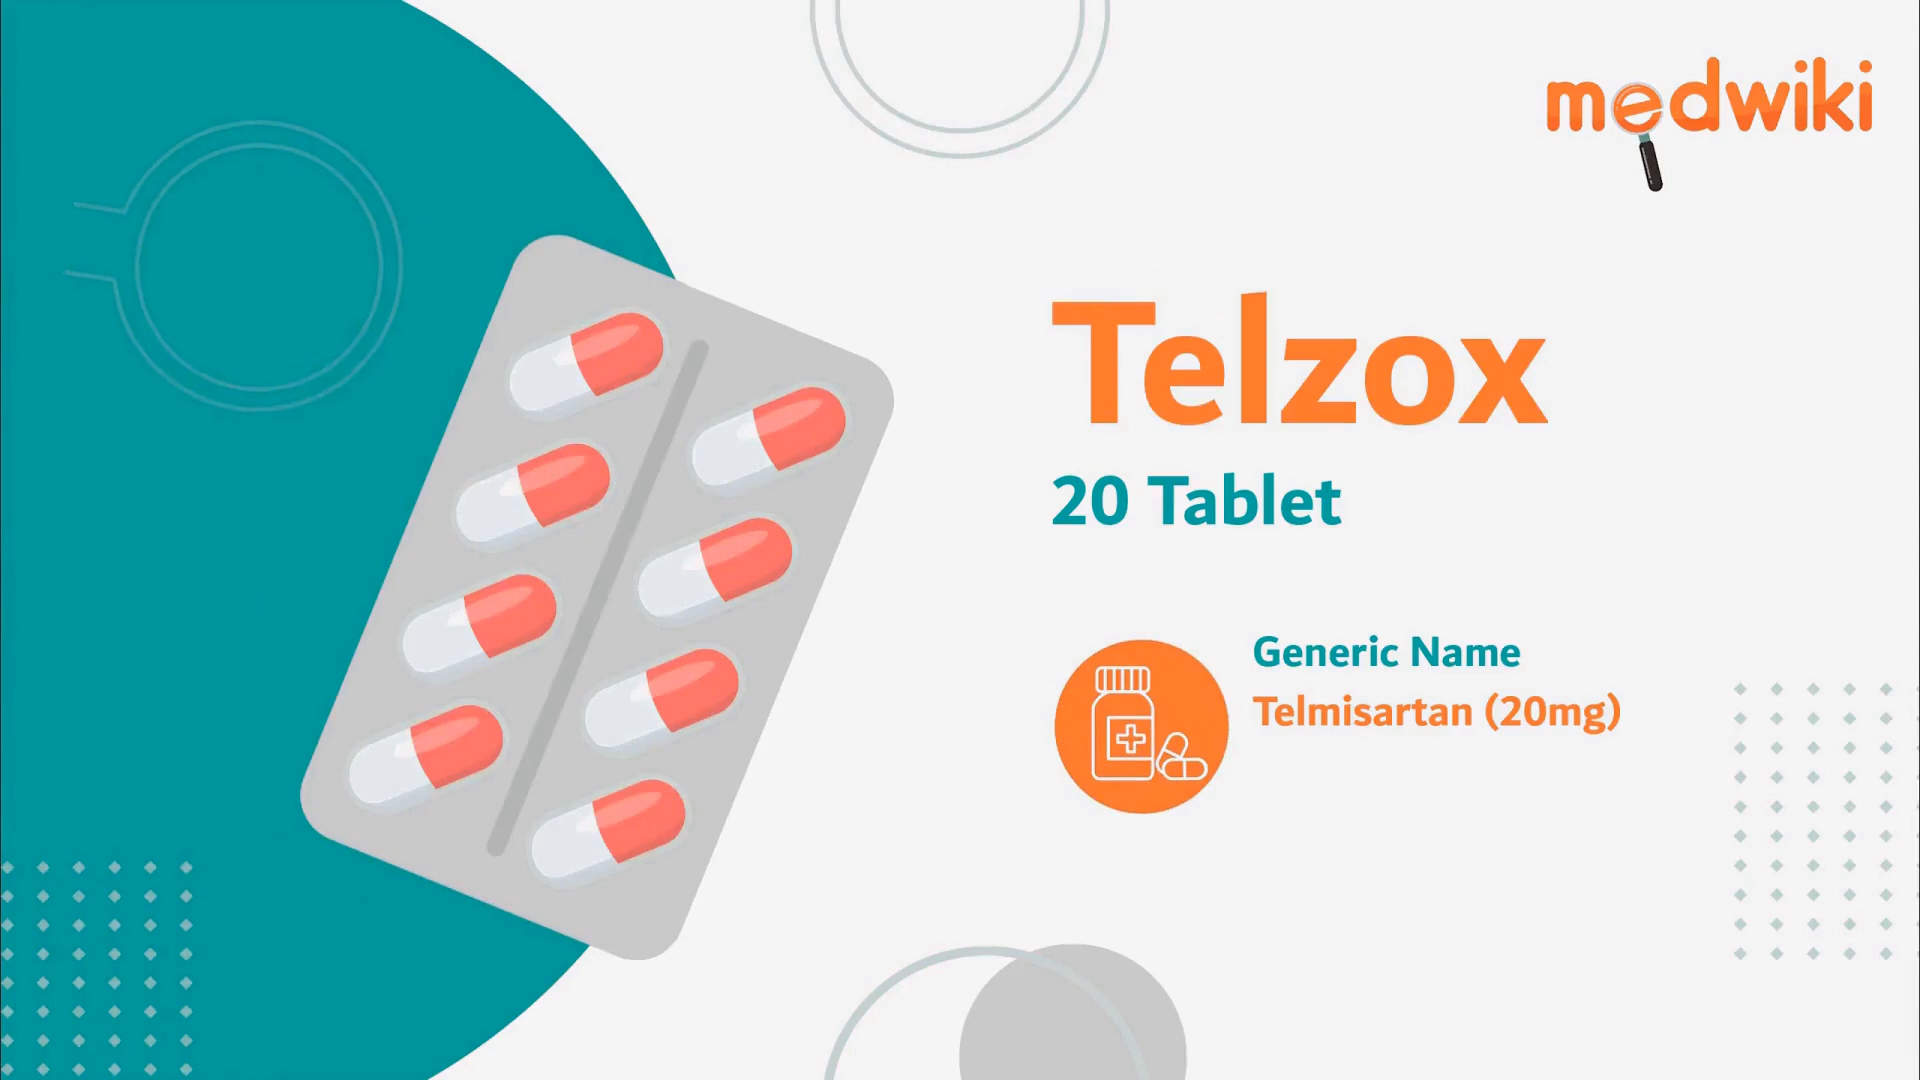 medwiki
Telzox
20 Tablet
Generic Name
Telmisartan (20mg)